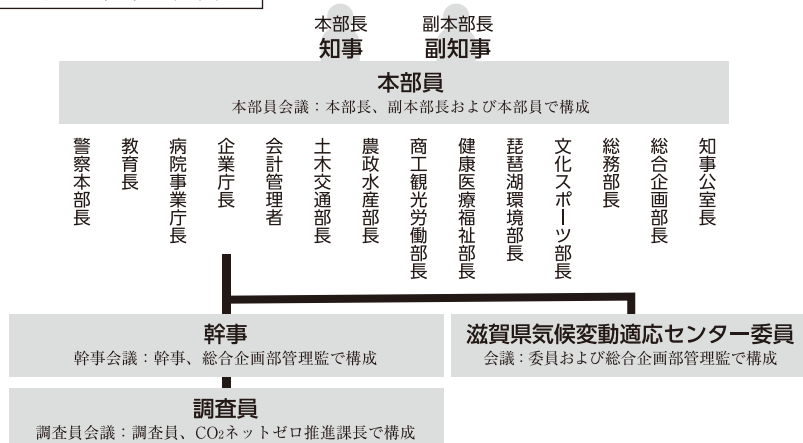 本部長
知事
副本部長
副知事
本部員
本部員会議：本部長、副本部長および本部員で構成
知事公室長
総合企画部長
総務部長
文化スポーツ部長
琵琶湖環境部長
健康医療福祉部長
商工観光労働部長
農政水産部長
土木交通部長
会計管理者
企業庁長
病院事業庁長
教育長
警察本部長
幹事
幹事会議：幹事、総合企画部管理監で構成
滋賀県気候変動適応センター委員
会議：委員および総合企画部管理監で構成
調査員
調査員会議：調査員、CO₂ネットゼロ推進課長で構成